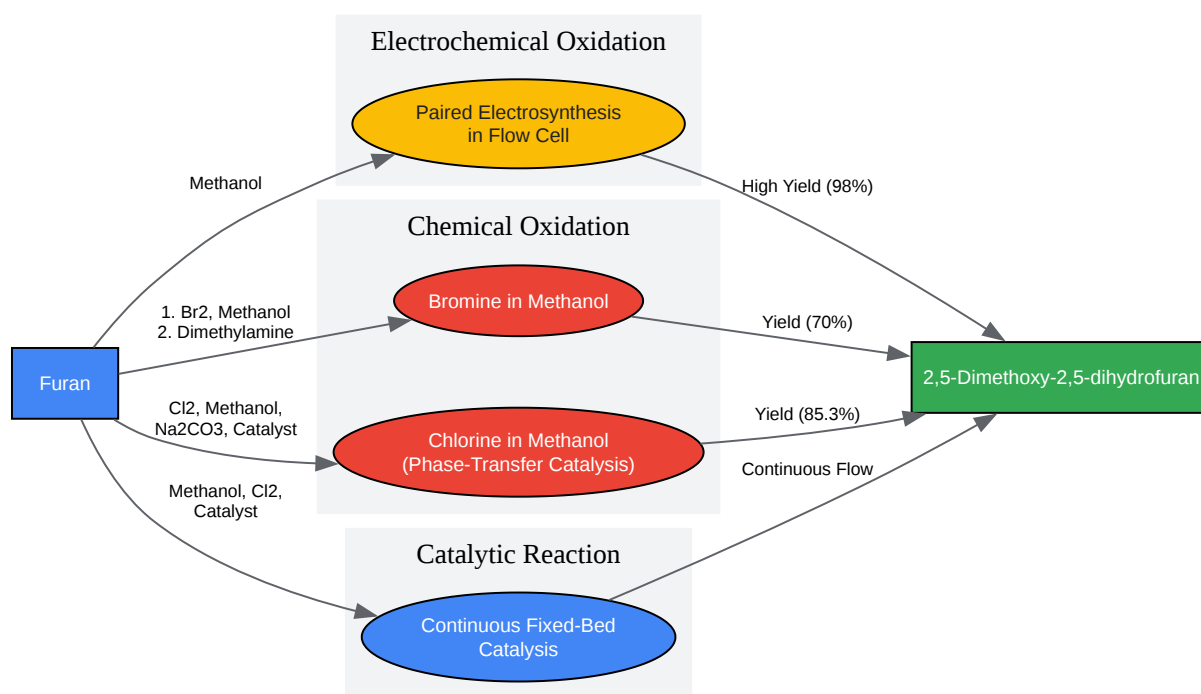 Electrochemical Oxidation
Paired Electrosynthesis
in Flow Cell
Methanol
High Yield (98%)
Chemical Oxidation
Bromine in Methanol
1. Br2, Methanol
2. Dimethylamine
Yield (70%)
Furan
2,5-Dimethoxy-2,5-dihydrofuran
Cl2, Methanol,
Na2CO3, Catalyst
Chlorine in Methanol
(Phase-Transfer Catalysis)
Yield (85.3%)
Methanol, Cl2,
Catalyst
Continuous Flow
Catalytic Reaction
Continuous Fixed-Bed
Catalysis